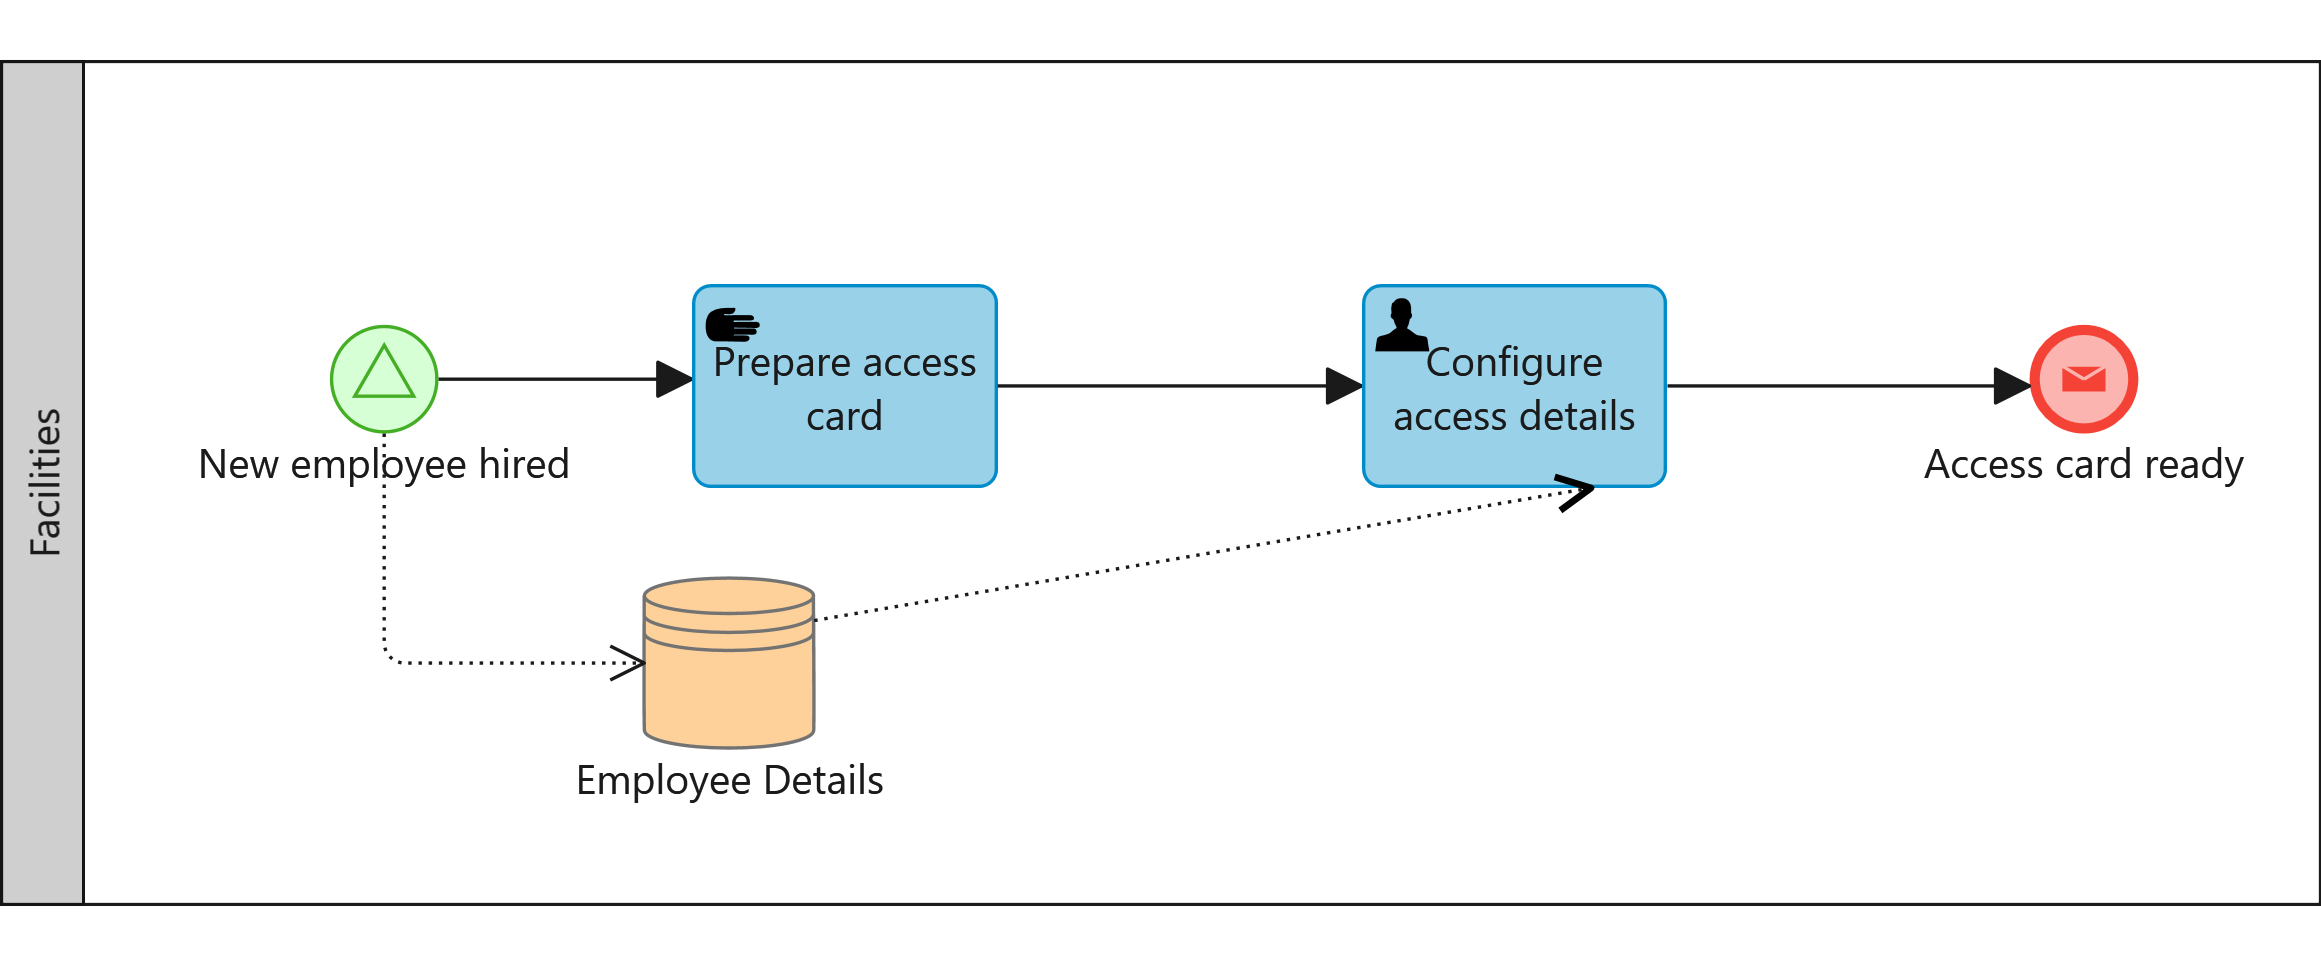 Facilities
New employee hired
Prepare access
card
Configure
access details
Access card ready
Employee Details